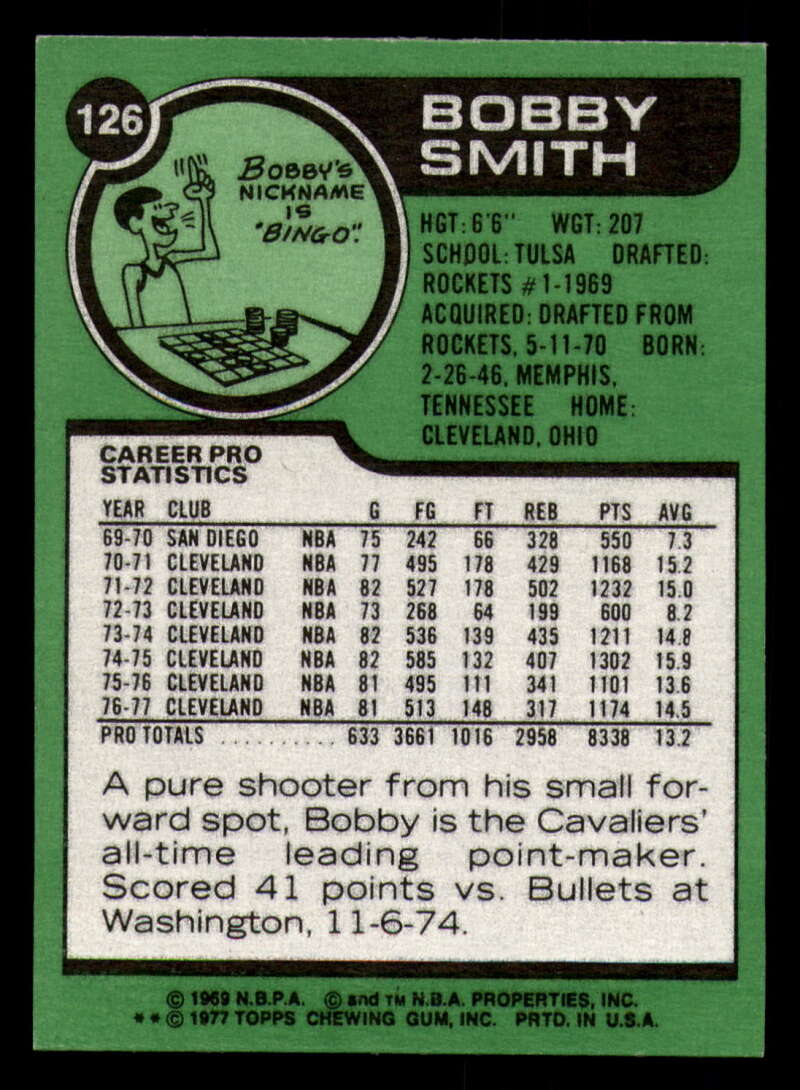 126
BOBBY
SMITH
BOBBY'S
NICKNAME
IS
"BINGO".
HGT: 6'6" WGT: 207
SCHOOL: TULSA DRAFTED:
ROCKETS #1-1969
ACQUIRED: DRAFTED FROM
ROCKETS, 5-11-70 BORN:
2-26-46, MEMPHIS,
TENNESSEE HOME:
CLEVELAND, OHIO
CAREER PRO
STATISTICS
YEAR CLUB G FG FT REB PTS AVG
69-70 SAN DIEGO NBA 75 242 66 328 550 7.3
70-71 CLEVELAND NBA 77 495 178 429 1168 15.2
71-72 CLEVELAND NBA 82 527 178 502 1232 15.0
72-73 CLEVELAND NBA 73 268 64 199 600 8.2
73-74 CLEVELAND NBA 82 536 139 435 1211 14.8
74-75 CLEVELAND NBA 82 585 132 407 1302 15.9
75-76 CLEVELAND NBA 81 495 111 341 1101 13.6
76-77 CLEVELAND NBA 81 513 148 317 1174 14.5
PRO TOTALS .......... 633 3661 1016 2958 8338 13.2
A pure shooter from his small for-
ward spot, Bobby is the Cavaliers'
all-time leading point-maker.
Scored 41 points vs. Bullets at
Washington, 11-6-74.
© 1969 N.B.P.A. © and TM N.B.A. PROPERTIES, INC.
**© 1977 TOPPS CHEWING GUM, INC. PRTD. IN U.S.A.